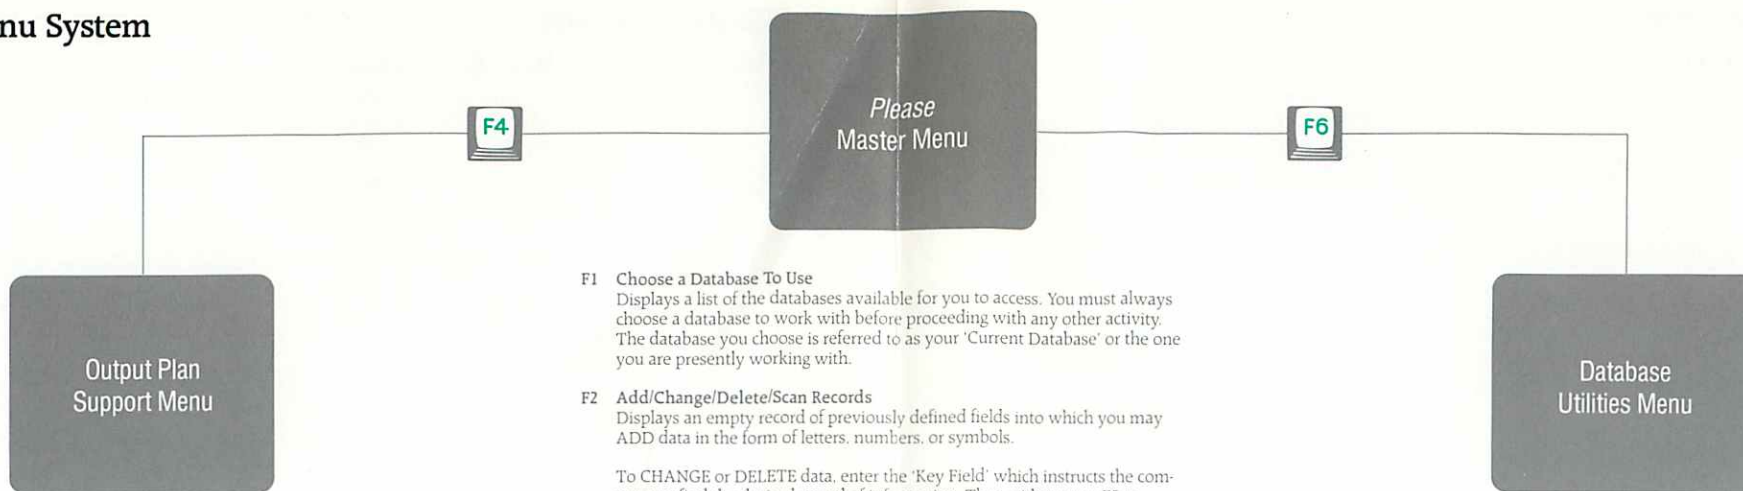 nu System
F4
Please
Master Menu
F6
Output Plan
Support Menu
F1 Choose a Database To Use
Displays a list of the databases available for you to access. You must always
choose a database to work with before proceeding with any other activity.
The database you choose is referred to as your 'Current Database' or the one
you are presently working with.
F2 Add/Change/Delete/Scan Records
Displays an empty record of previously defined fields into which you may
ADD data in the form of letters, numbers, or symbols.
To CHANGE or DELETE data, enter the 'Key Field' which instructs the com-
Database
Utilities Menu